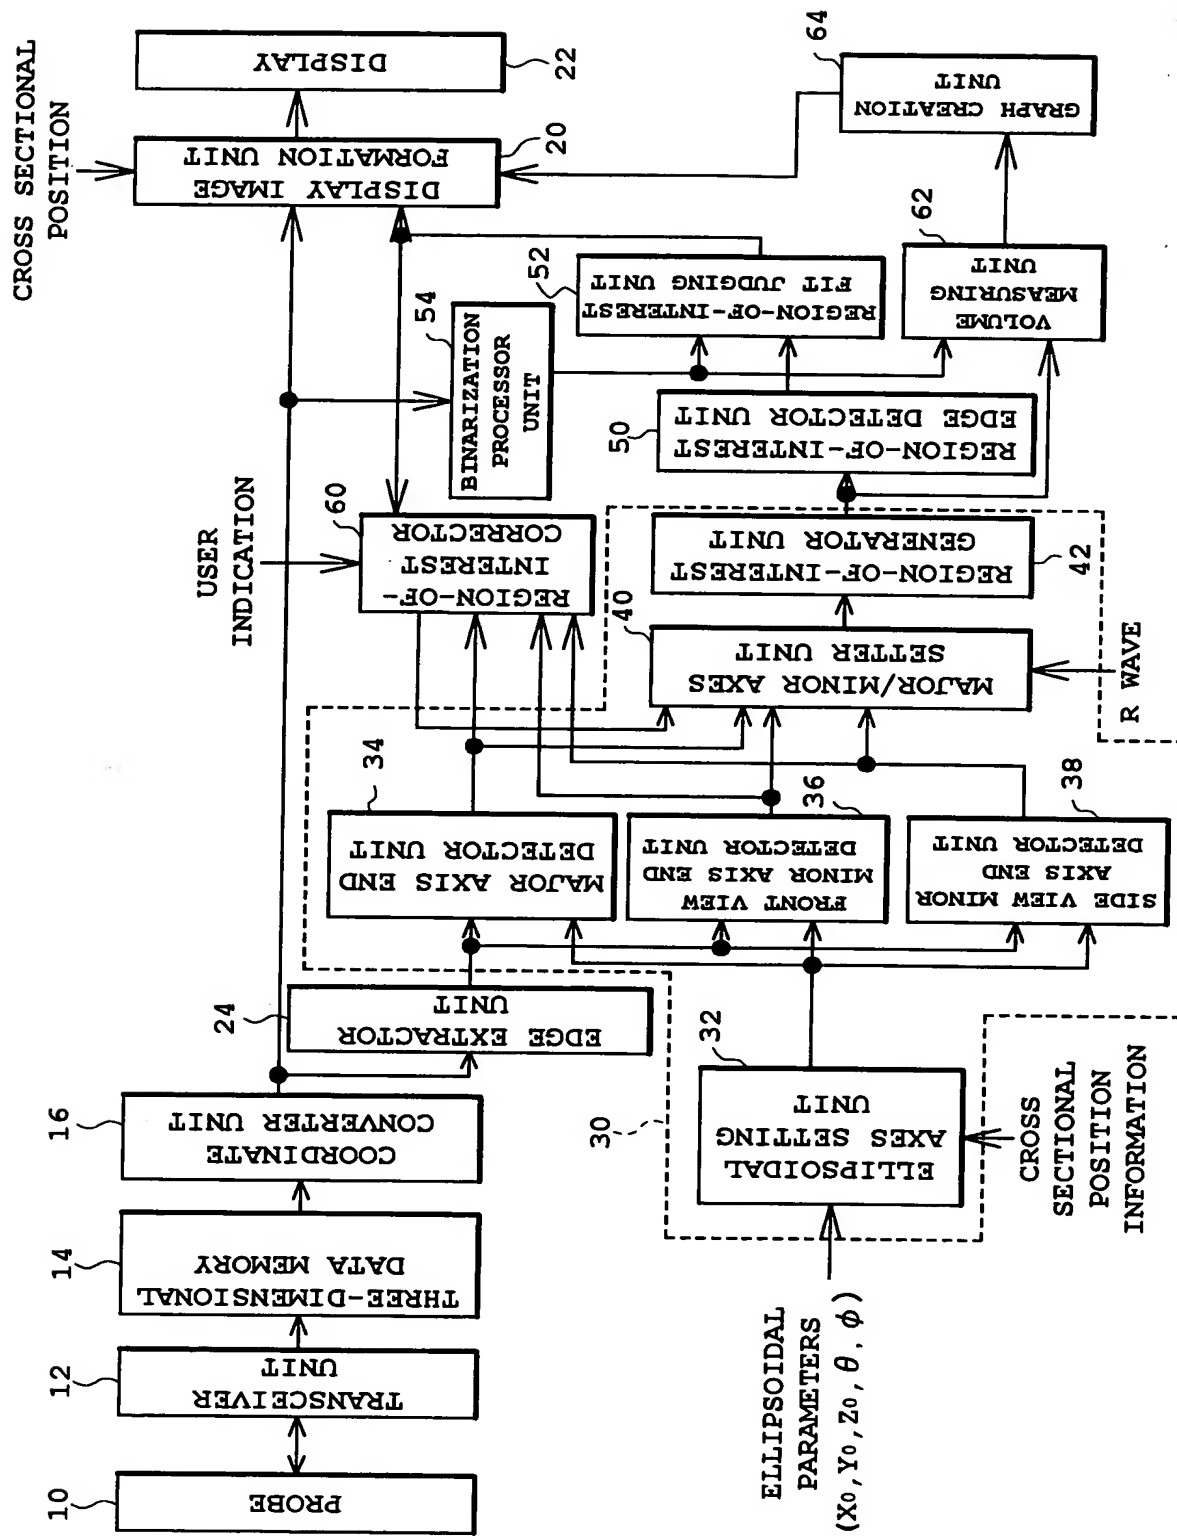 CROSS SECTIONAL
POSITION
DISPLAY
22
DISPLAY IMAGE
FORMATION UNIT
20
GRAPH CREATION
UNIT
64
VOLUME
MEASURING
UNIT
62
REGION-OF-INTEREST
FIT JUDGING UNIT
52
BINARIZATION
PROCESSOR
UNIT
54
REGION-OF-INTEREST
EDGE DETECTOR UNIT
50
USER
INDICATION
REGION-OF-
INTEREST
CORRECTOR
60
REGION-OF-INTEREST
GENERATOR UNIT
42
MAJOR/MINOR AXES
SETTER UNIT
40
R WAVE
MAJOR AXIS END
DETECTOR UNIT
34
FRONT VIEW
MINOR AXIS END
DETECTOR UNIT
36
SIDE VIEW MINOR
AXIS END
DETECTOR UNIT
38
EDGE EXTRACTOR
UNIT
24
ELLIPSOIDAL
AXES SETTING
UNIT
32
30
CROSS
SECTIONAL
POSITION
INFORMATION
COORDINATE
CONVERTER UNIT
16
THREE-DIMENSIONAL
DATA MEMORY
14
TRANSCEIVER
UNIT
12
PROBE
10
ELLIPSOIDAL
PARAMETERS
(X0,Y0,Z0,θ,φ)